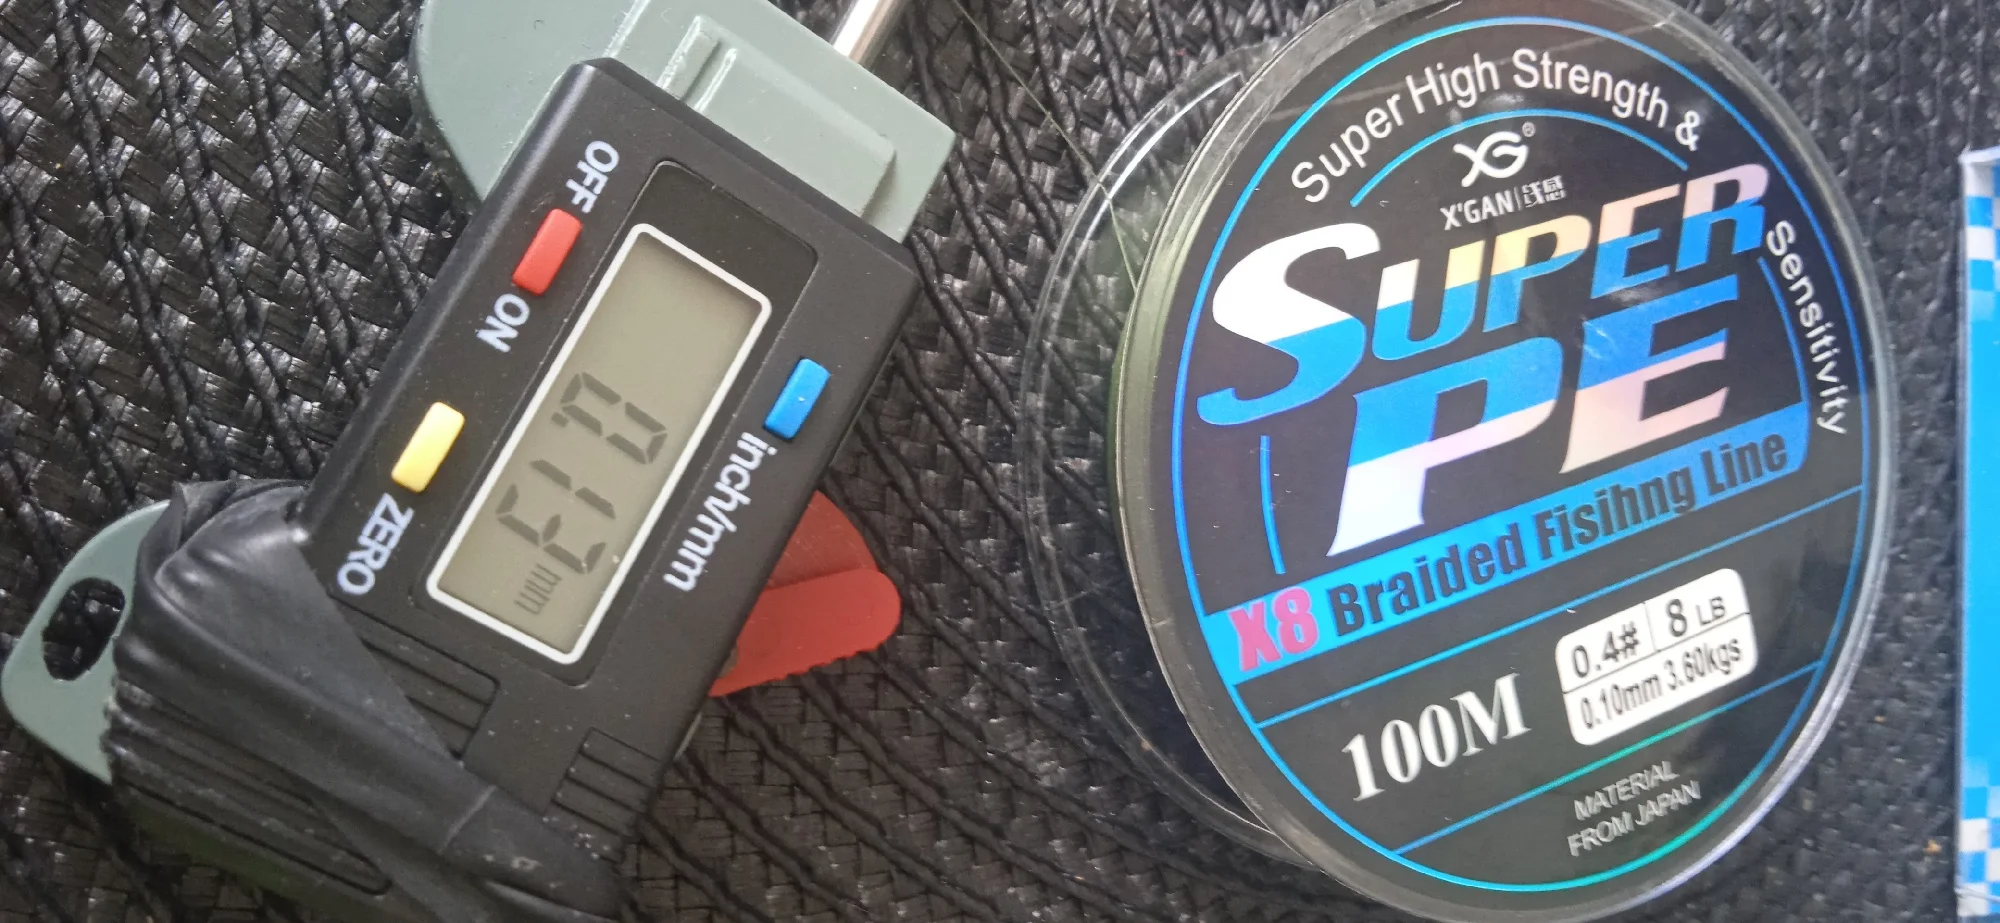 OFF
ON
ZERO
inch/mm
0.13
mm
Super High Strength &
Sensitivity
XG®
X'GAN
SUPER
PE
X8 Braided Fisihng Line
100M
0.4# 8 LB
0.10mm 3.60kgs
MATERIAL
FROM JAPAN